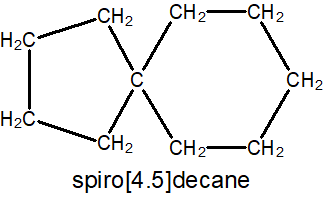 CH₂ CH₂ CH₂
H₂C
C CH₂
H₂C
CH₂ CH₂ CH₂
spiro[4.5]decane